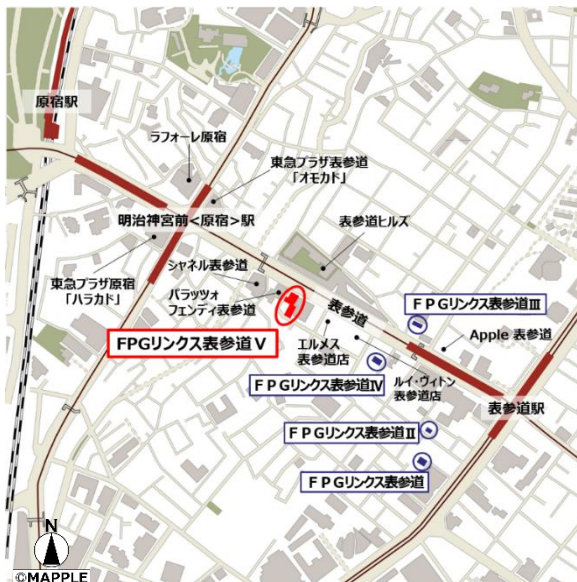 原宿駅
ラフォーレ原宿
東急プラザ表参道
「オモカド」
明治神宮前<原宿>駅
表参道ヒルズ
シャネル表参道
東急プラザ原宿
「ハラカド」
パラッツォ
フェンディ表参道
表参道
FPGリンクス表参道Ⅲ
FPGリンクス表参道Ⅴ
エルメス
表参道店
Apple 表参道
FPGリンクス表参道Ⅳ
ルイ・ヴィトン
表参道店
表参道駅
FPGリンクス表参道Ⅱ
FPGリンクス表参道
N
©MAPPLE